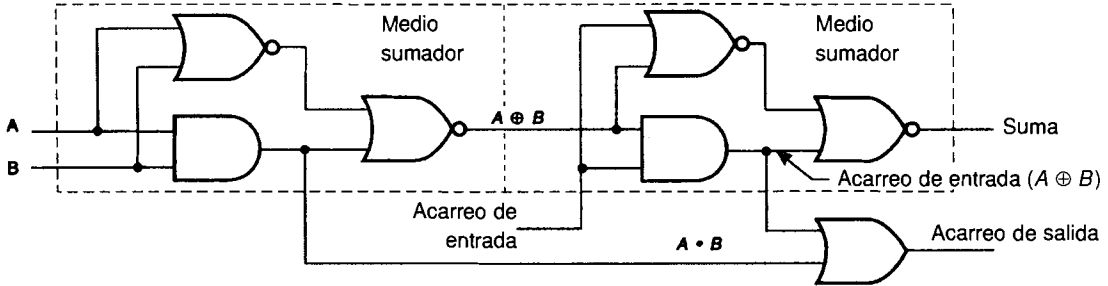 Medio
sumador
Medio
sumador
A
B
A ⊕ B
Suma
Acarreo de entrada (A ⊕ B)
Acarreo de
entrada
A • B
Acarreo de salida